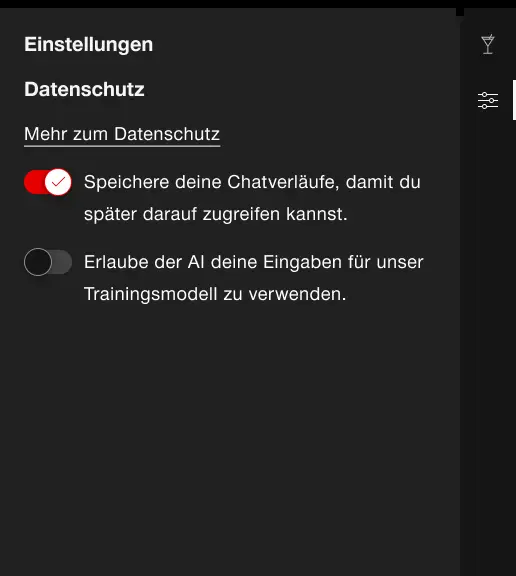 Einstellungen
Datenschutz
Mehr zum Datenschutz
Speichere deine Chatverläufe, damit du
später darauf zugreifen kannst.
Erlaube der AI deine Eingaben für unser
Trainingsmodell zu verwenden.